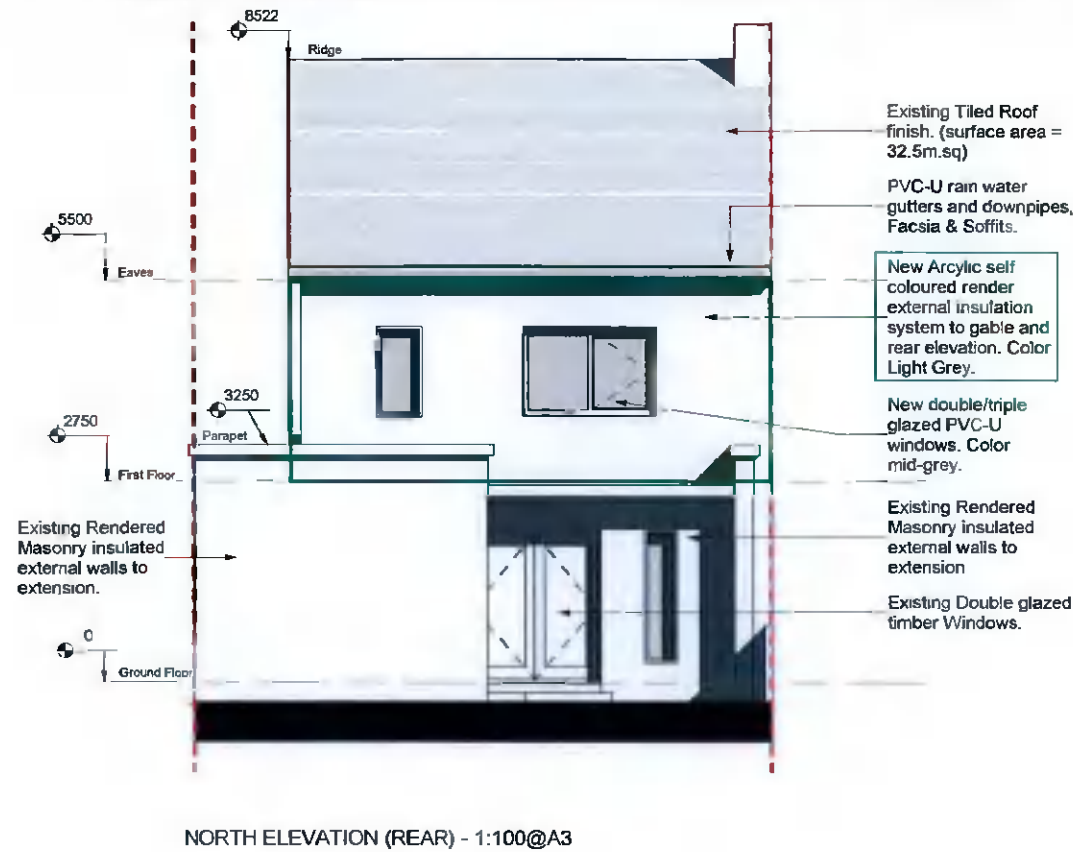 8522
Ridge
Existing Tiled Roof
finish. (surface area =
32.5m.sq)
PVC-U rain water
gutters and downpipes,
Facsia & Soffits.
5500
Eaves
New Arcylic self
coloured render
external insulation
system to gable and
rear elevation. Color
Light Grey.
3250
Parapet
2750
First Floor
New double/triple
glazed PVC-U
windows. Color
mid-grey.
Existing Rendered
Masonry insulated
external walls to
extension.
Existing Rendered
Masonry insulated
external walls to
extension
Existing Double glazed
timber Windows.
0
Ground Floor
NORTH ELEVATION (REAR) - 1:100@A3